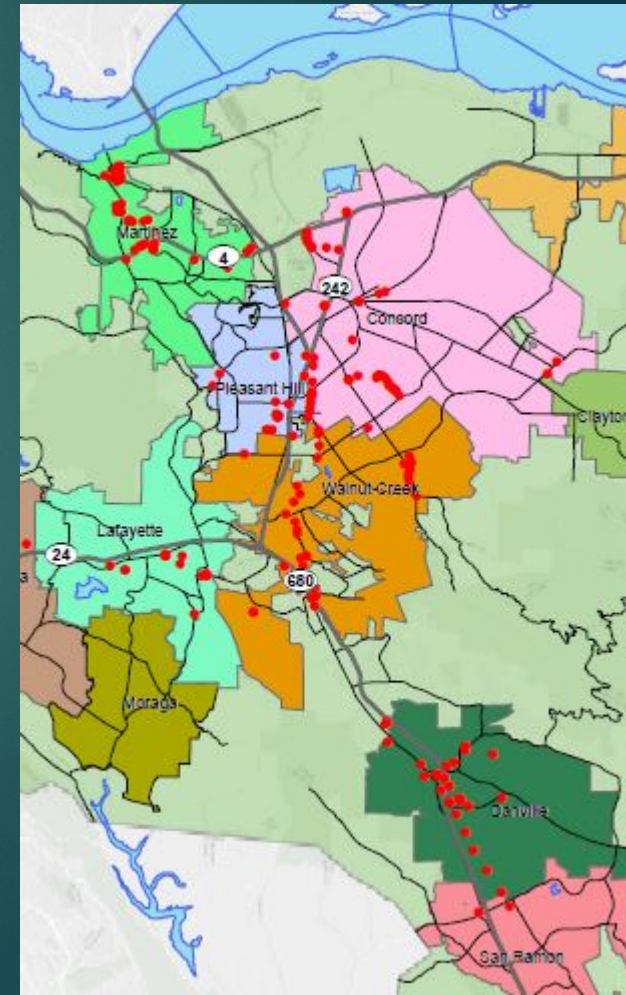 Martinez
4
242
Concord
Pleasant Hill
Clayton
Walnut Creek
Lafayette
24
a
680
Moraga
Danville
San Ramon